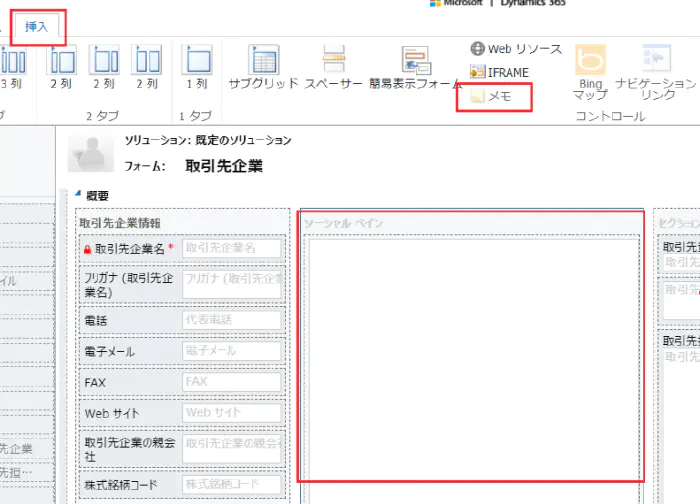 Microsoft | Dynamics 365
挿入
3 列
2 列
2 列
2 列
1 列
サブグリッド
スペーサー
簡易表示フォーム
Web リソース
IFRAME
メモ
Bing
マップ
ナビゲーション
リンク
ブ
2 タブ
1 タブ
コントロール
ソリューション: 既定のソリューション
フォーム: 取引先企業
概要
取引先企業情報
取引先企業名 * 取引先企業名
フリガナ (取引先企
業名)
フリガナ (取引先企業
電話 代表電話
電子メール 電子メール
FAX FAX
Web サイト Web サイト
取引先企業の親会
社
取引先企業の親会社
株式銘柄コード 株式銘柄コード
ソーシャル ペイン
セクション
取引先企
取引先企
取引先企
取引先担
取引先担
イル
先企業
先担…